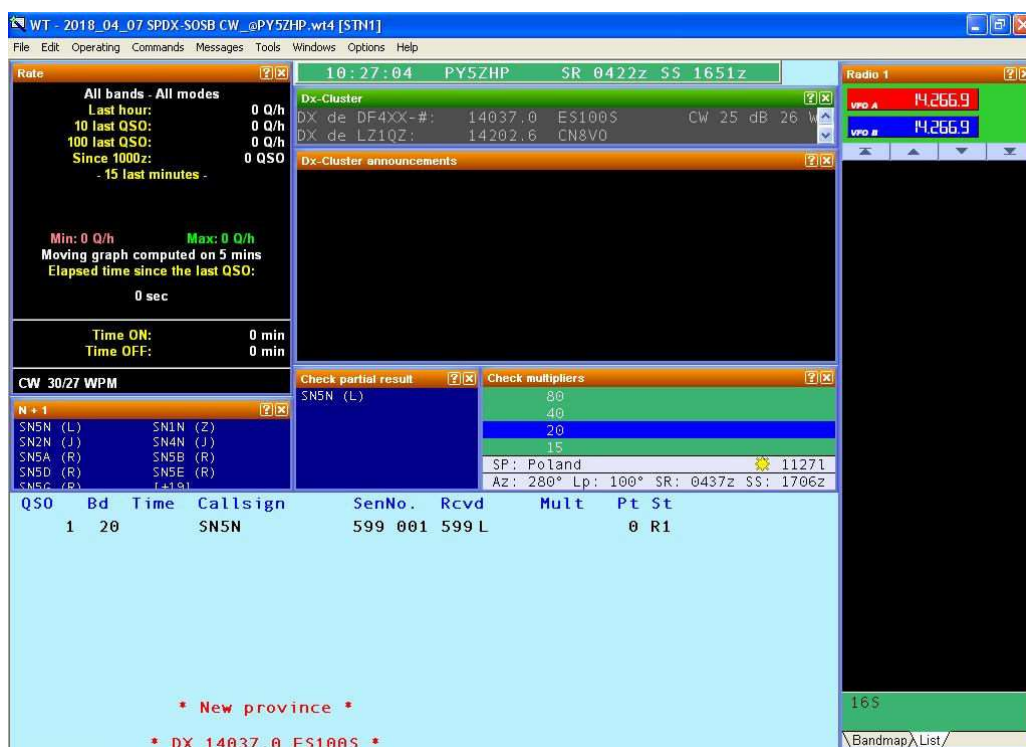 WT - 2018_04_07 SPDX-SOSB CW_@PY5ZHP.wt4 [STN1]
File Edit Operating Commands Messages Tools Windows Options Help
Rate
All bands - All modes
Last hour: 0 Q/h
10 last QSO: 0 Q/h
100 last QSO: 0 Q/h
Since 1000z: 0 QSO
- 15 last minutes -
Min: 0 Q/h Max: 0 Q/h
Moving graph computed on 5 mins
Elapsed time since the last QSO:
0 sec
Time ON: 0 min
Time OFF: 0 min
CW 30/27 WPM
N + 1
SN5N (L) SN1N (Z)
SN2N (J) SN4N (J)
SN5A (R) SN5B (R)
SN5D (R) SN5E (R)
SN5G (R) [+19]
10:27:04 PY5ZHP SR 0422z SS 1651z
Dx-Cluster
DX de DF4XX-#: 14037.0 ES100S CW 25 dB 26 W
DX de LZ1QZ: 14202.6 CN8VO
Dx-Cluster announcements
Check partial result
SN5N (L)
Check multipliers
80
40
20
15
SP: Poland 11271
Az: 280° Lp: 100° SR: 0437z SS: 1706z
Radio 1
VFO A 14,266.9
VFO B 14,266.9
QSO Bd Time Callsign SenNo. Rcvd Mult Pt St
1 20 SN5N 599 001 599 L 0 R1
* New province *
* DX 14037.0 ES100S *
16S
Bandmap List